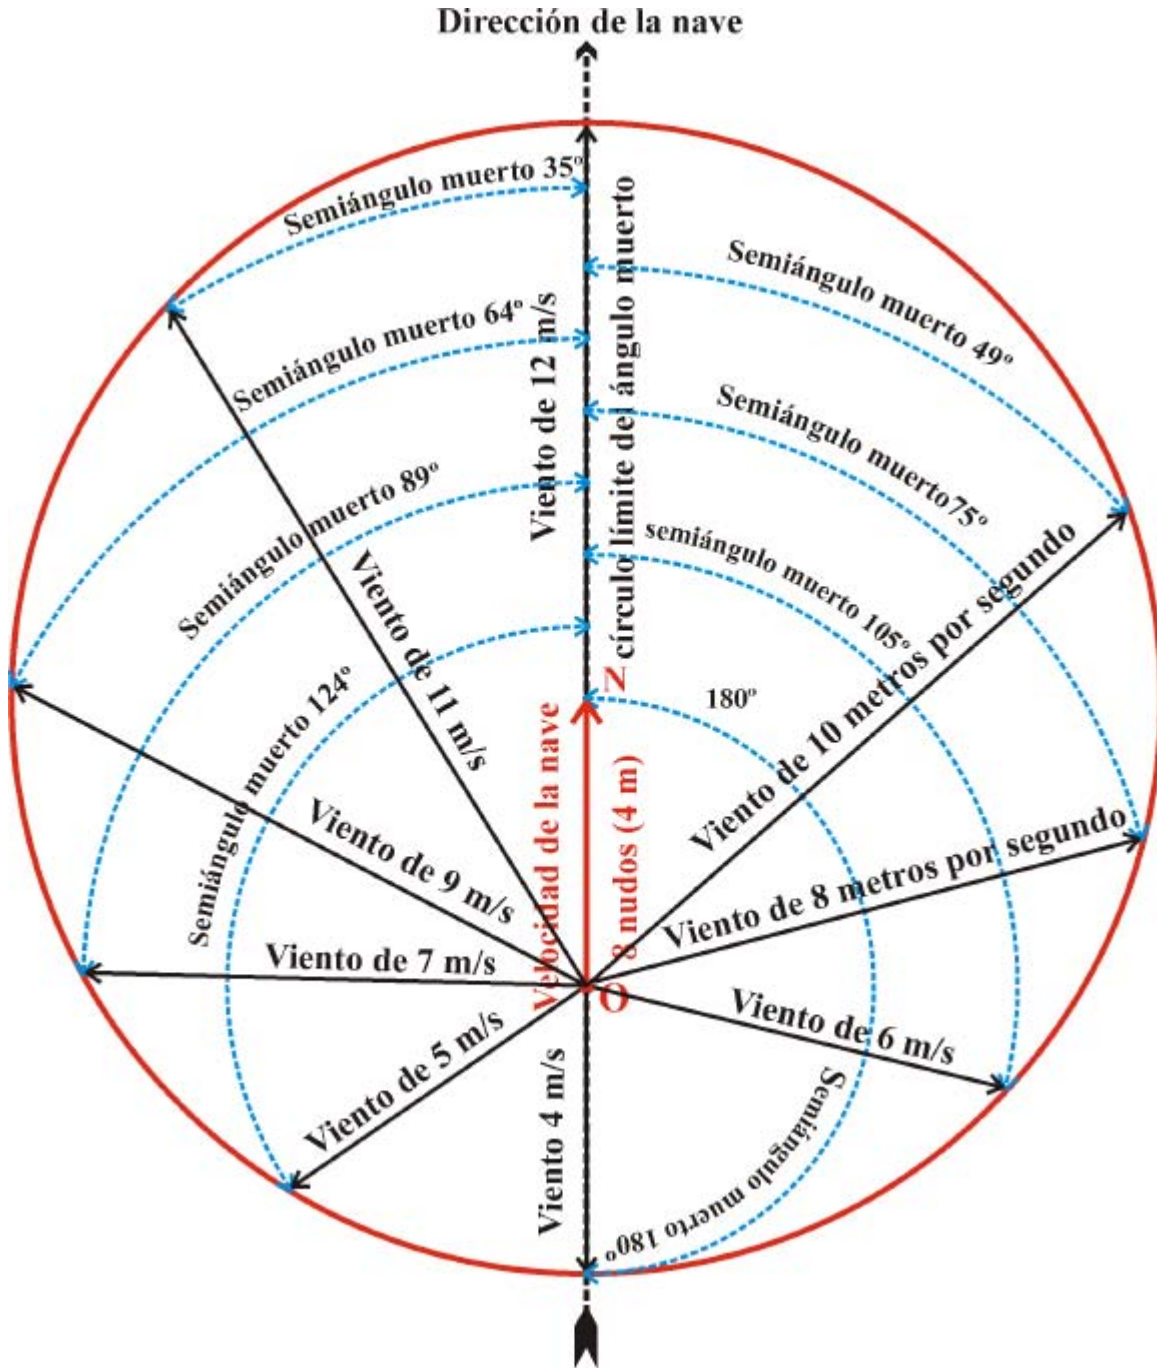 Dirección de la nave
Semiángulo muerto 35º
Semiángulo muerto 49º
Semiángulo muerto 64º
Semiángulo muerto75º
Semiángulo muerto 89º
semiángulo muerto 105º
Semiángulo muerto 124º
180º
Semiángulo muerto 180º
Viento de 12 m/s
círculo límite del ángulo muerto
Viento de 11 m/s
Viento de 10 metros por segundo
Viento de 9 m/s
Viento de 8 metros por segundo
Viento de 7 m/s
Viento de 6 m/s
Viento de 5 m/s
Viento 4 m/s
N
Velocidad de la nave
8 nudos (4 m)
O